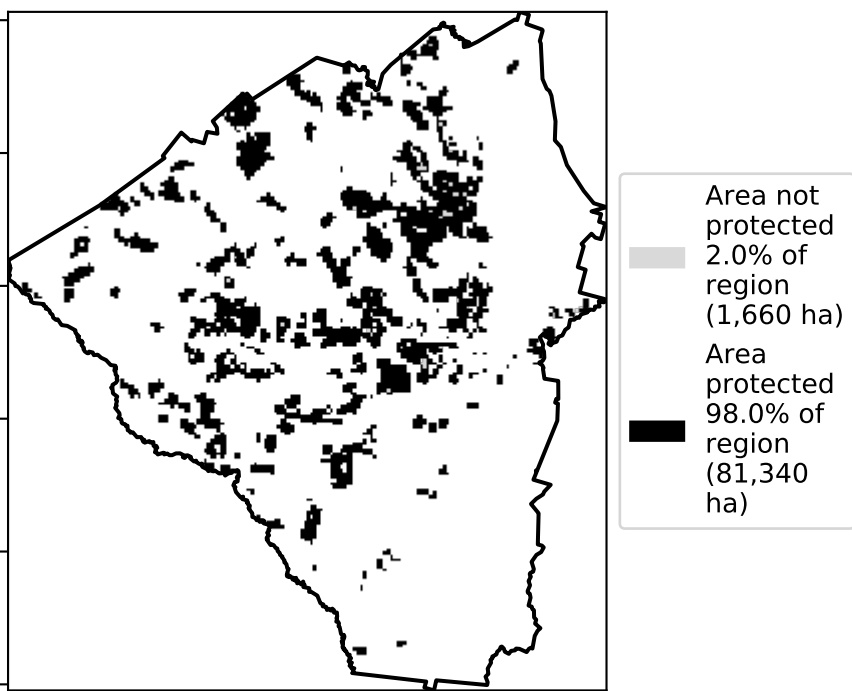 Area not
protected
2.0% of
region
(1,660 ha)
Area
protected
98.0% of
region
(81,340
ha)